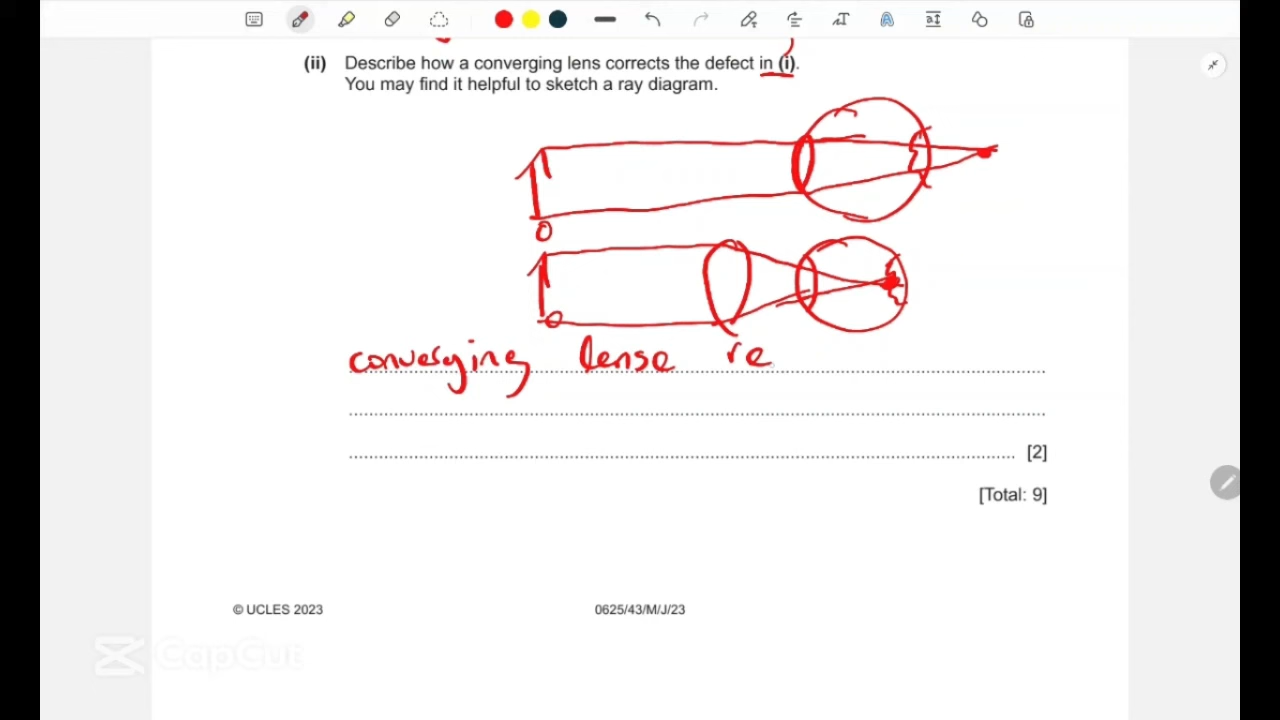 (ii) Describe how a converging lens corrects the defect in (i).
You may find it helpful to sketch a ray diagram.
O
O
converging lense re
[2]
[Total: 9]
© UCLES 2023 0625/43/M/J/23
CapCut